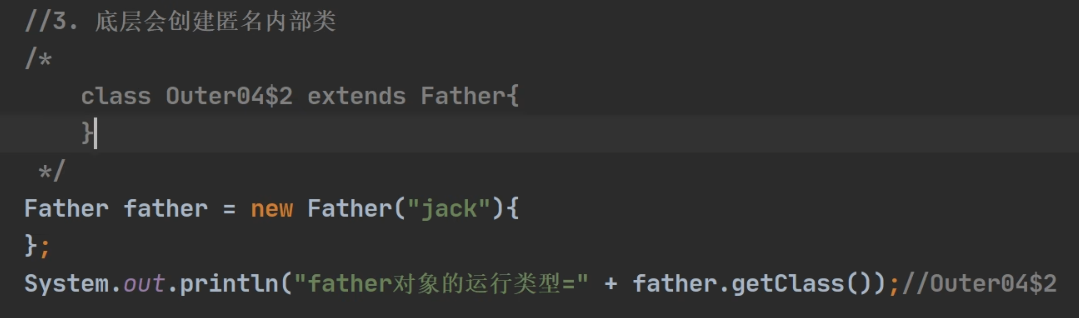 //3. 底层会创建匿名内部类
/*
class Outer04$2 extends Father{
}
*/
Father father = new Father("jack"){
};
System.out.println("father对象的运行类型=" + father.getClass());//Outer04$2